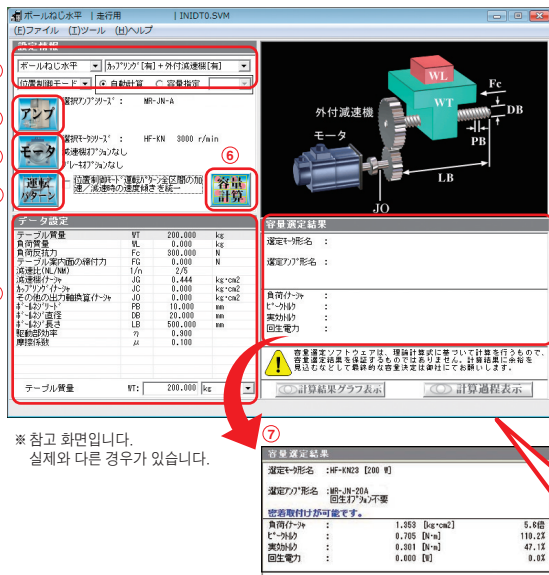 ボールねじ水平 | 走行用 | INIDT0.SVM
(F)ファイル (T)ツール (H)ヘルプ
設定情報
ボールねじ水平 ｶｯﾌﾟﾘﾝｸﾞ[有]+外付減速機[有]
位置制御モード 自動計算 容量指定
アンプ
選択ｱﾝﾌﾟｼﾘｰｽﾞ : MR-JN-A
モータ
選択ﾓｰﾀｼﾘｰｽﾞ : HF-KN 3000 r/min
減速機ｵﾌﾟｼｮﾝなし
ﾌﾞﾚｰｷｵﾌﾟｼｮﾝなし
⑥
運転パターン
位置制御ﾓｰﾄﾞ運転ﾊﾟﾀｰﾝ全区間の加速/減速時の速度傾きを統一
容量計算
WL
Fc
WT
DB
外付減速機
PB
モータ
LB
JO
データ設定
テーブル質量 WT 200.000 kg
負荷質量 WL 0.000 kg
負荷反抗力 Fc 300.000 N
テーブル案内面の締付力 FG 0.000 N
減速比(NL/NM) 1/n 2/5
減速機ｲﾅｰｼｬ JG 0.444 kg･cm2
ｶｯﾌﾟﾘﾝｸﾞｲﾅｰｼｬ JC 0.000 kg･cm2
その他の出力軸換算ｲﾅｰｼｬ JO 0.000 kg･cm2
ﾎﾞｰﾙﾈｼﾞﾘｰﾄﾞ PB 10.000 mm
ﾎﾞｰﾙﾈｼﾞ直径 DB 20.000 mm
ﾎﾞｰﾙﾈｼﾞ長さ LB 500.000 mm
駆動部効率 η 0.900
摩擦係数 μ 0.100
テーブル質量 WT: 200.000 kg
容量選定結果
選定ﾓｰﾀ形名 :
選定ｱﾝﾌﾟ形名 :
負荷ｲﾅｰｼｬ :
ﾋﾟｰｸﾄﾙｸ :
実効ﾄﾙｸ :
回生電力 :
容量選定ソフトウェアは、理論計算式に基づいて計算を行うもので、
容量選定結果を保証するものではありません。計算結果に余裕を
見込むなどして最終的な容量決定は御社にてお願いします。
計算結果グラフ表示 計算過程表示
※ 참고 화면입니다.
실제와 다른 경우가 있습니다.
⑦
容量選定結果
選定ﾓｰﾀ形名 :HF-KN23 [200 W]
選定ｱﾝﾌﾟ形名 :MR-JN-20A
回生ｵﾌﾟｼｮﾝ不要
密着取付けが可能です。
負荷ｲﾅｰｼｬ : 1.353 [kg･cm2] 5.6倍
ﾋﾟｰｸﾄﾙｸ : 0.705 [N･m] 110.2%
実効ﾄﾙｸ : 0.301 [N･m] 47.1%
回生電力 : 0.000 [W] 0.0%